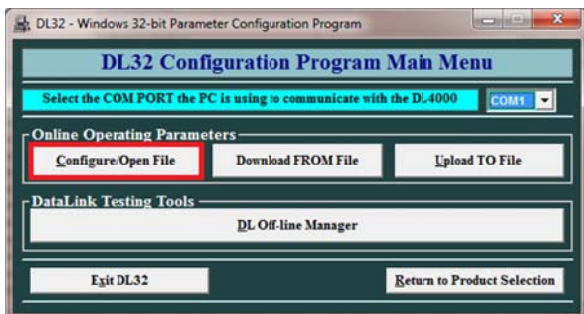 DL32 - Windows 32-bit Parameter Configuration Program
DL32 Configuration Program Main Menu
Select the COM PORT the PC is using to communicate with the DL4000 COM1
Online Operating Parameters
Configure/Open File Download FROM File Upload TO File
DataLink Testing Tools
DL Off-line Manager
Exit DL32 Return to Product Selection